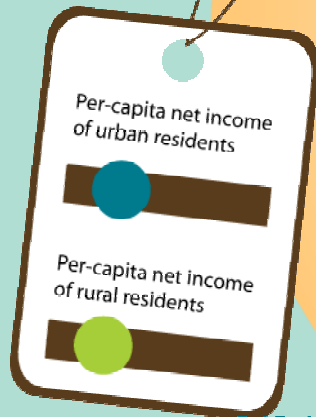 Per-capita net income
of urban residents
Per-capita net income
of rural residents